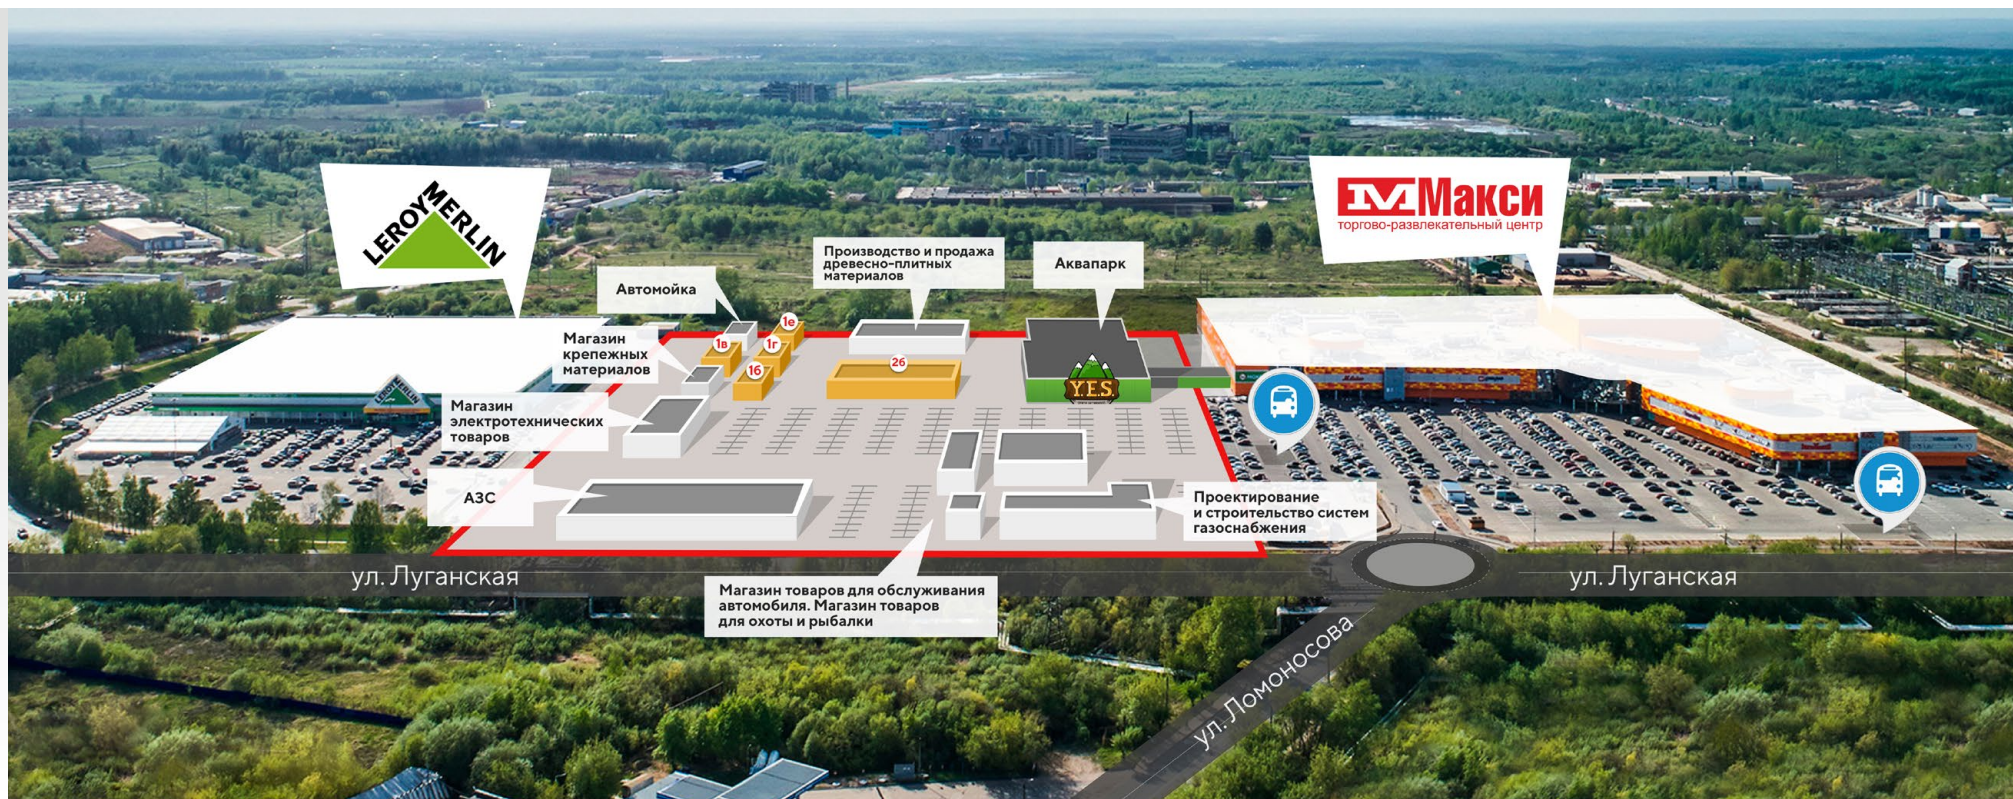 LEROY MERLIN
Макси
торгово-развлекательный центр
Производство и продажа
древесно-плитных
материалов
Аквапарк
Автомойка
Магазин
крепежных
материалов
1е
1в
1г
1б
2б
Y.E.S.
LEROY MERLIN
Магазин
электротехнических
товаров
АЗС
Проектирование
и строительство систем
газоснабжения
ул. Луганская
ул. Луганская
Магазин товаров для обслуживания
автомобиля. Магазин товаров
для охоты и рыбалки
ул. Ломоносова